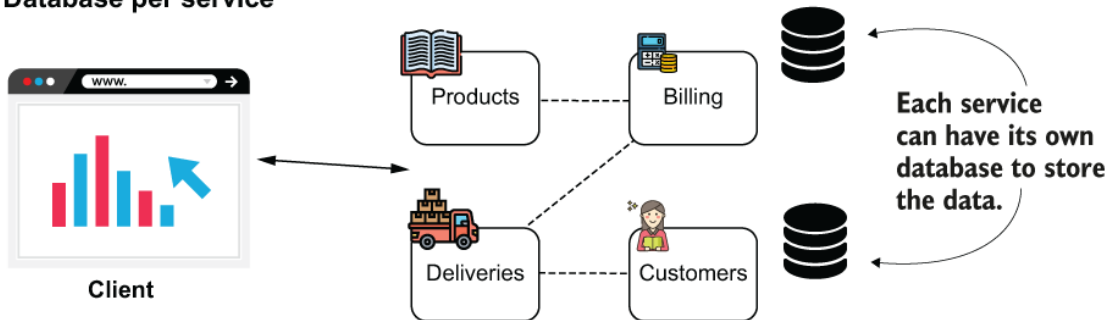 Database per service
www.
Products
Billing
Each service
can have its own
database to store
the data.
Deliveries
Customers
Client